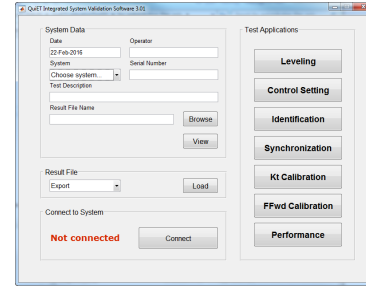 QuiET Integrated System Validation Software 3.01
System Data
Date
Operator
22-Feb-2016
System
Serial Number
Choose system...
Test Description
Result File Name
Browse
View
Result File
Export
Load
Connect to System
Not connected
Connect
Test Applications
Leveling
Control Setting
Identification
Synchronization
Kt Calibration
FFwd Calibration
Performance